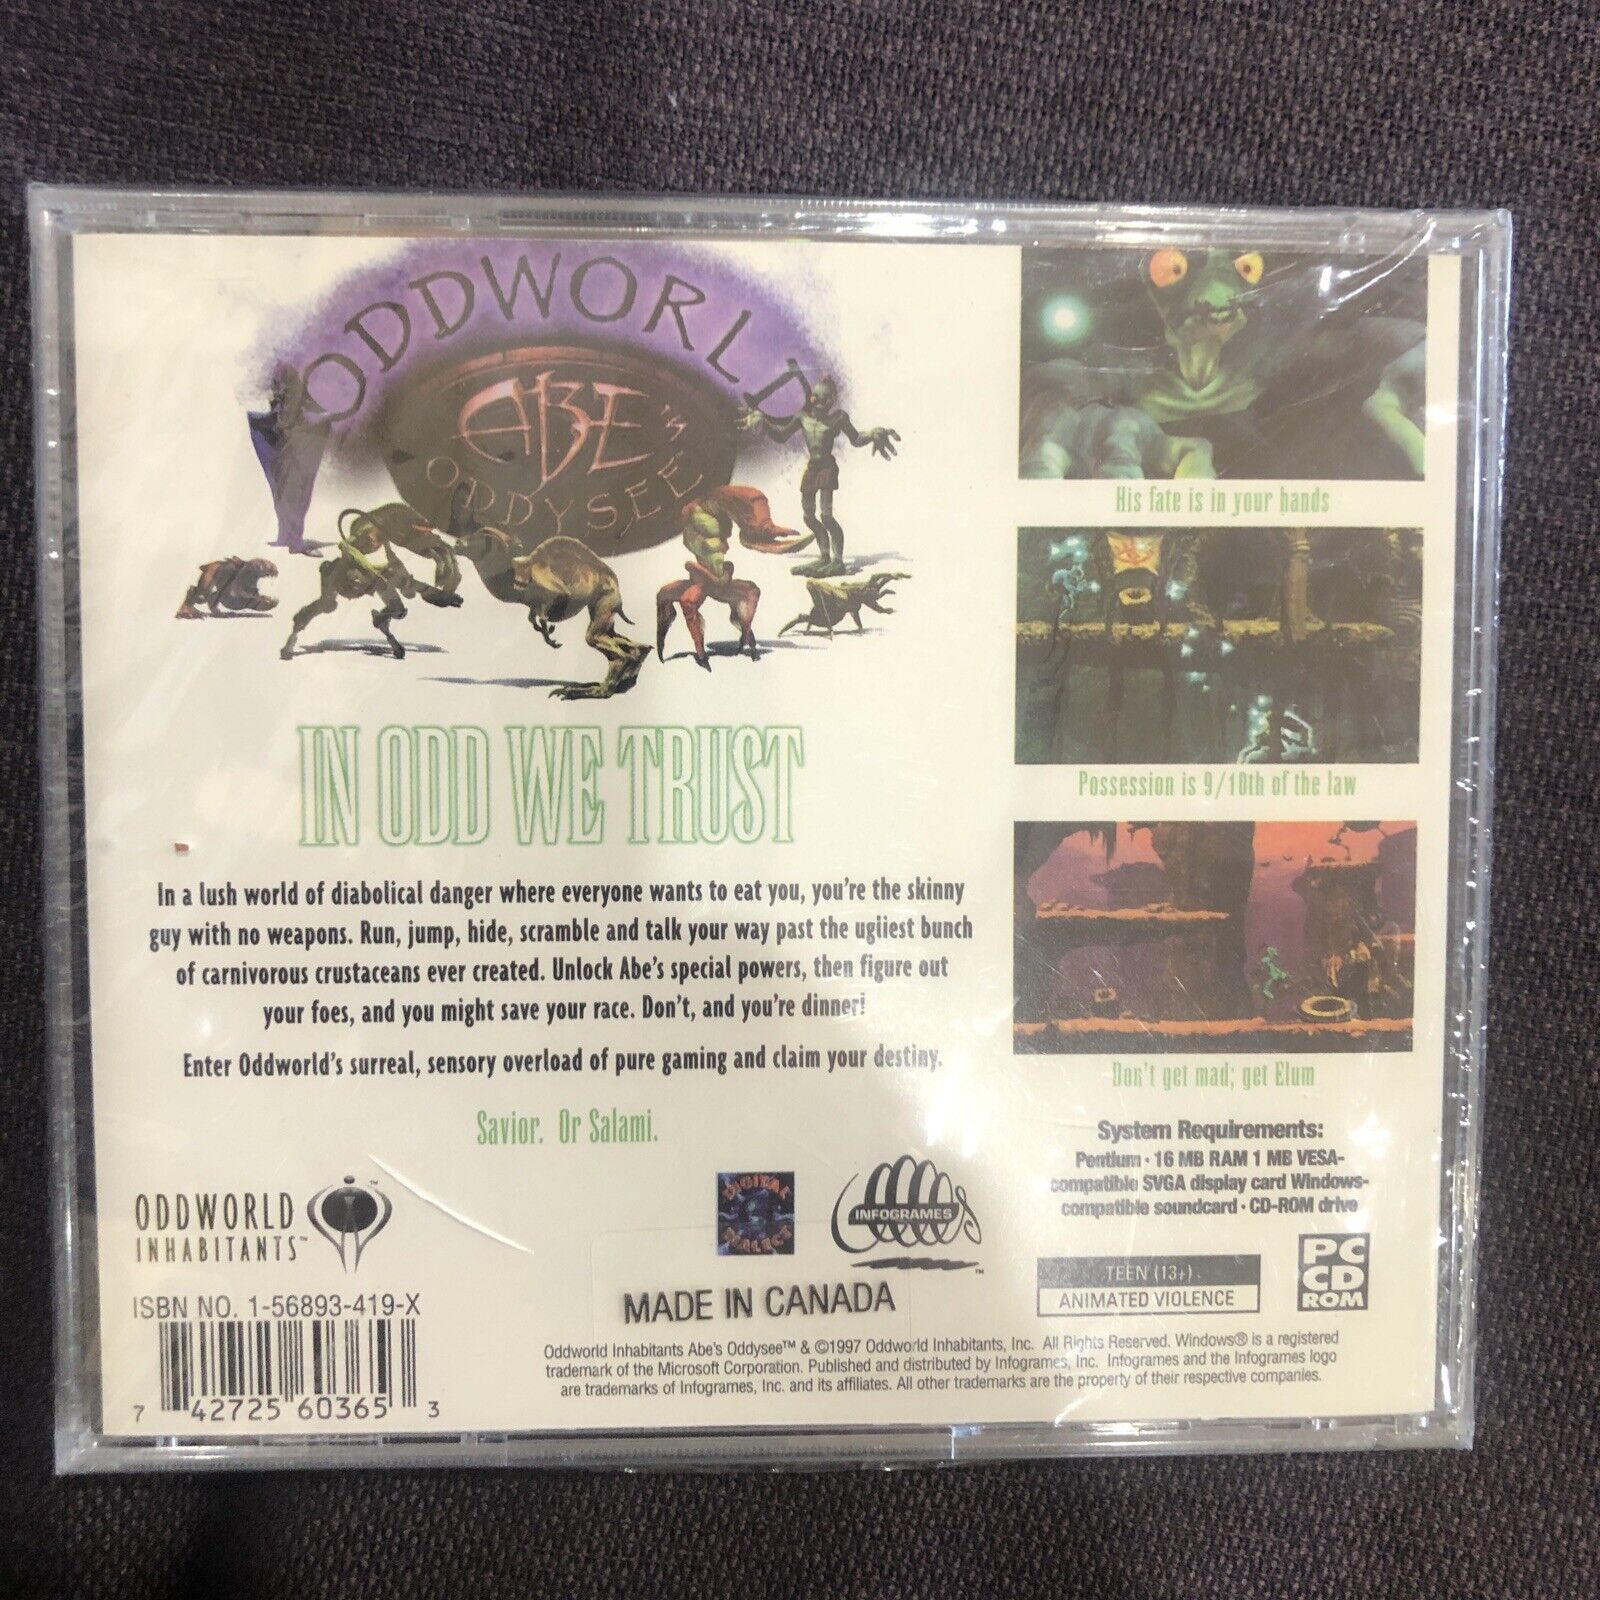 ODDWORLD
ABE'S
ODDYSEE
IN ODD WE TRUST
In a lush world of diabolical danger where everyone wants to eat you, you're the skinny
guy with no weapons. Run, jump, hide, scramble and talk your way past the ugliest bunch
of carnivorous crustaceans ever created. Unlock Abe's special powers, then figure out
your foes, and you might save your race. Don't, and you're dinner!
Enter Oddworld's surreal, sensory overload of pure gaming and claim your destiny.
Savior. Or Salami.
His fate is in your hands
Possession is 9/10th of the law
Don't get mad; get Elum
System Requirements:
Pentium • 16 MB RAM 1 MB VESA-
compatible SVGA display card Windows-
compatible soundcard • CD-ROM drive
ODDWORLD
INHABITANTS™
DIGITAL
DIALECT
INFOGRAMES
™
TEEN (13+)
ANIMATED VIOLENCE
PC
CD
ROM
ISBN NO. 1-56893-419-X
7 42725 60365 3
MADE IN CANADA
Oddworld Inhabitants Abe's Oddysee™ & ©1997 Oddworld Inhabitants, Inc. All Rights Reserved. Windows® is a registered
trademark of the Microsoft Corporation. Published and distributed by Infogrames, Inc. Infogrames and the Infogrames logo
are trademarks of Infogrames, Inc. and its affiliates. All other trademarks are the property of their respective companies.